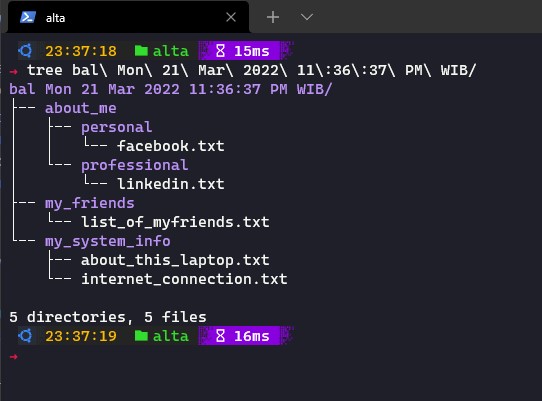 alta
23:37:18 alta 15ms
→ tree bal\ Mon\ 21\ Mar\ 2022\ 11\:36\:37\ PM\ WIB/
bal Mon 21 Mar 2022 11:36:37 PM WIB/
├── about_me
│   ├── personal
│   │   └── facebook.txt
│   └── professional
│       └── linkedin.txt
├── my_friends
│   └── list_of_myfriends.txt
└── my_system_info
    ├── about_this_laptop.txt
    └── internet_connection.txt
5 directories, 5 files
23:37:19 alta 16ms
→